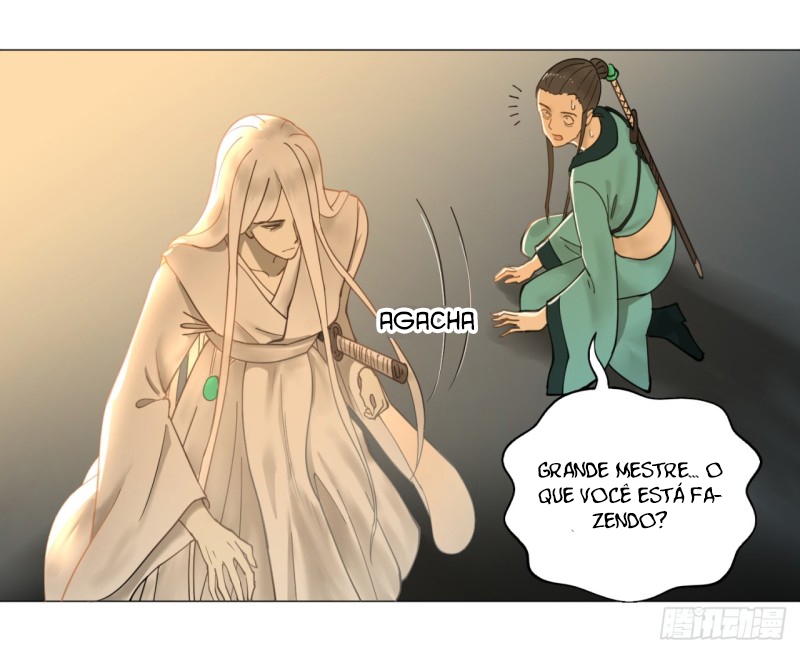 AGACHA
GRANDE MESTRE... O
QUE VOCÊ ESTÁ FA-
ZENDO?
腾讯动漫